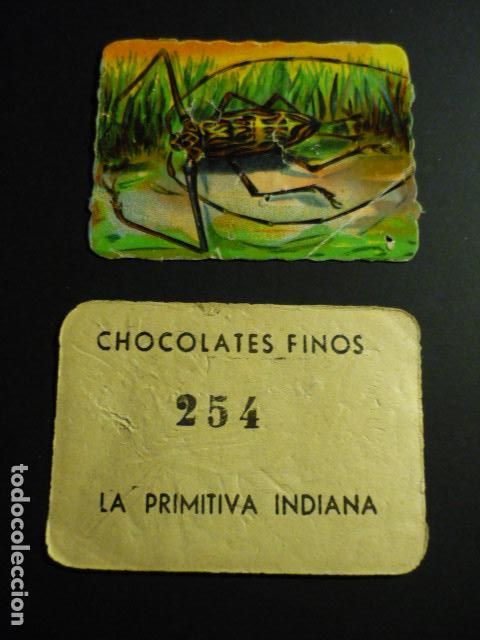 CHOCOLATES FINOS
254
LA PRIMITIVA INDIANA
todocoleccion